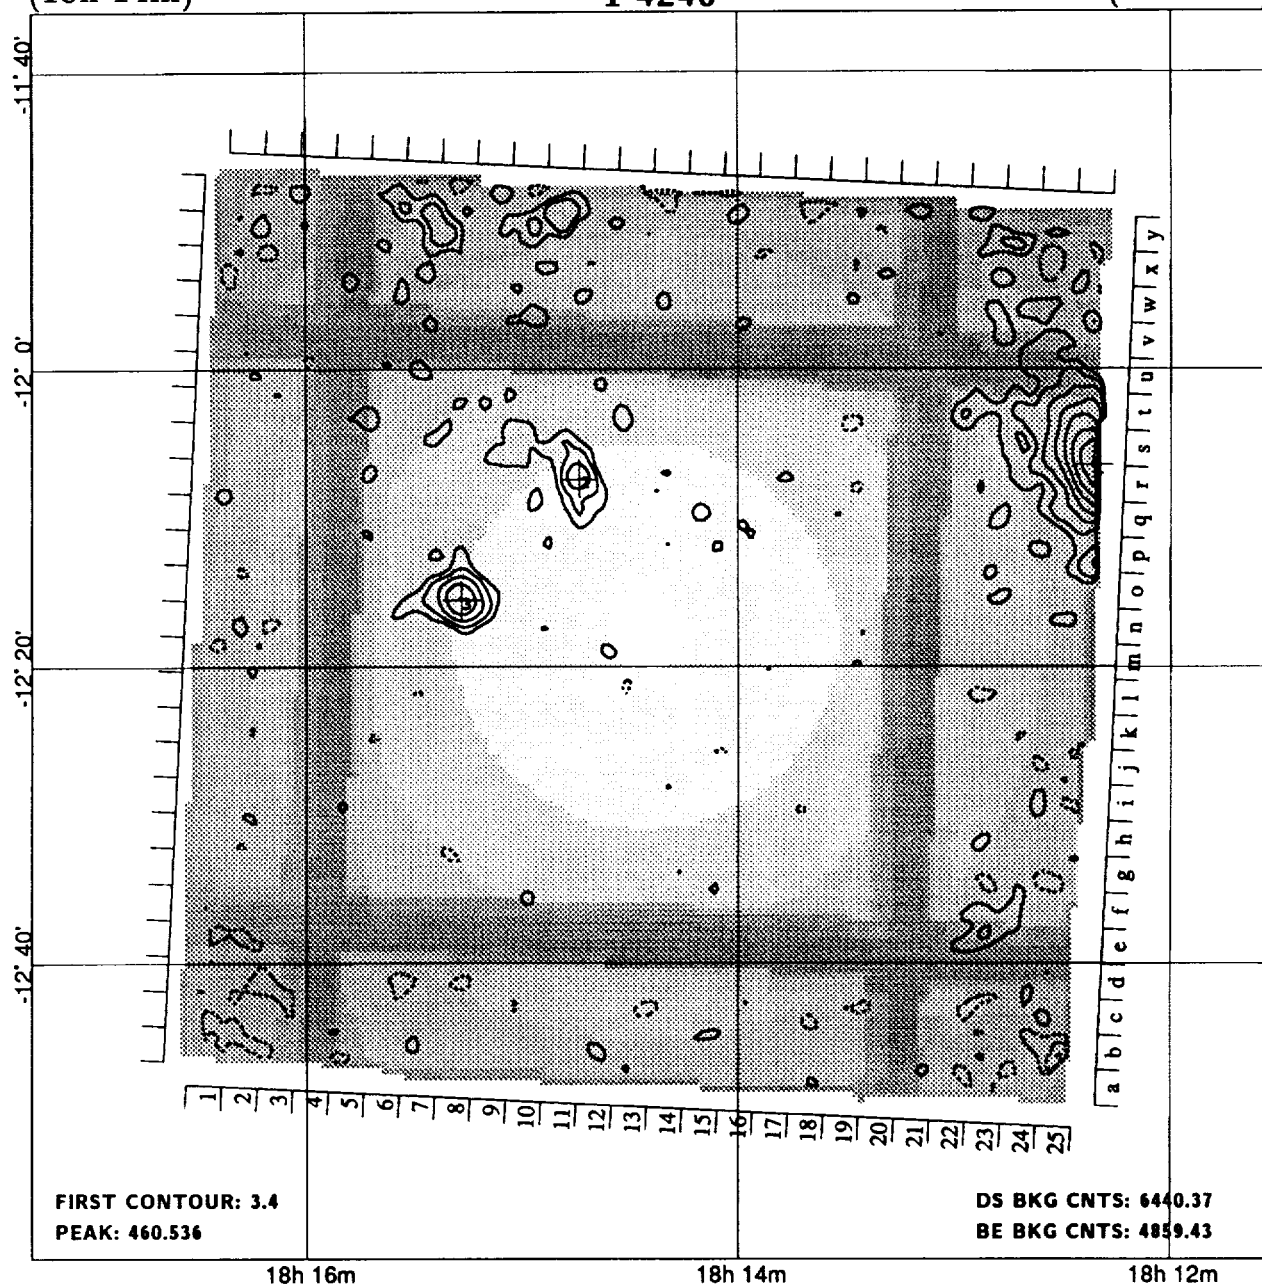 -11° 40'
-12° 0'
-12° 20'
-12° 40'
2
3
y
x
w
v
u
t
s
r
q
p
o
n
m
l
k
j
i
h
g
f
e
d
c
b
a
1 2 3 4 5 6 7 8 9 10 11 12 13 14 15 16 17 18 19 20 21 22 23 24 25
FIRST CONTOUR: 3.4
PEAK: 460.536
DS BKG CNTS: 6440.37
BE BKG CNTS: 4859.43
18h 16m 18h 14m 18h 12m